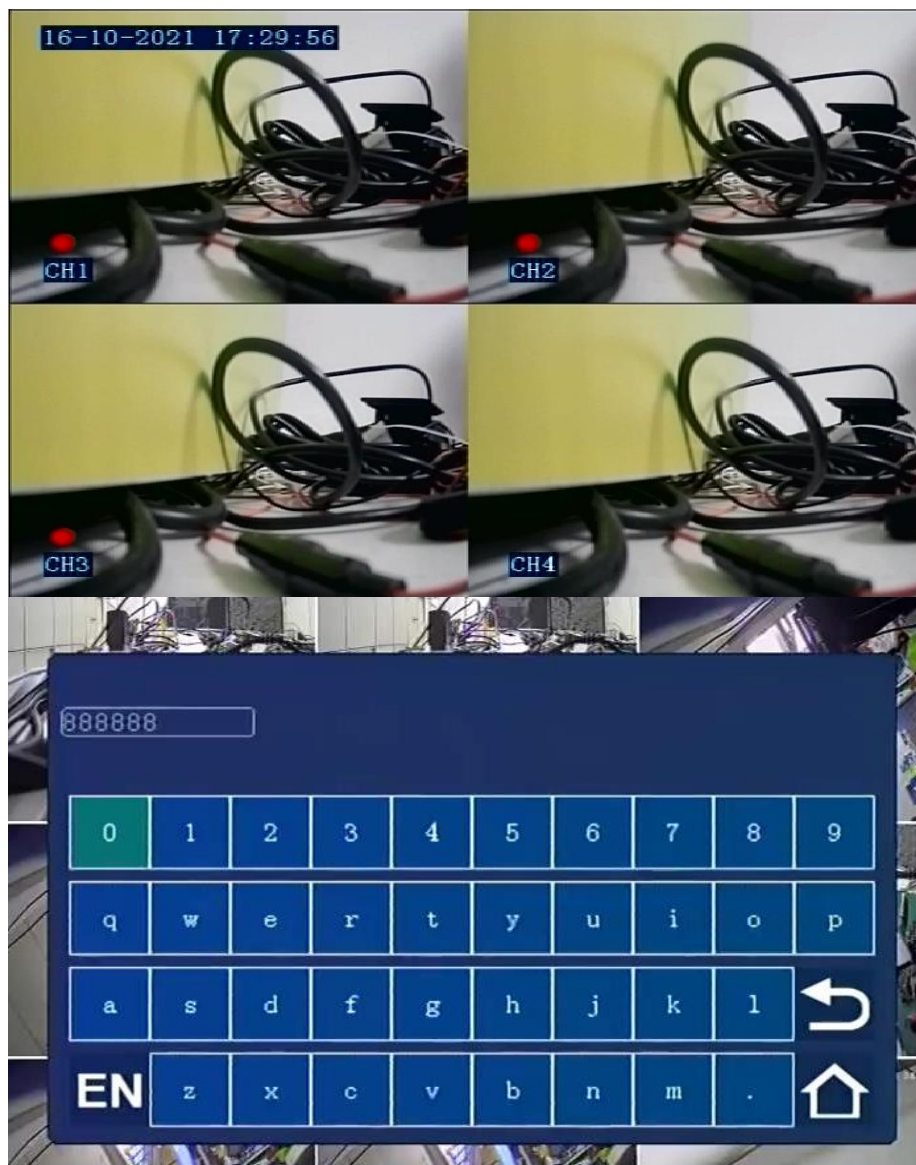 16-10-2021 17:29:56
CH1 CH2
CH3 CH4
888888
0 1 2 3 4 5 6 7 8 9
q w e r t y u i o p
a s d f g h j k l
EN z x c v b n m .